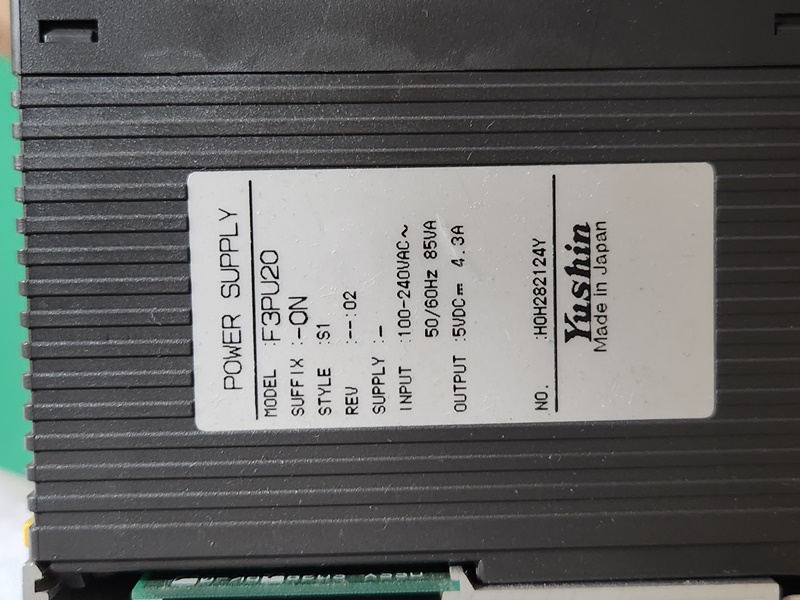 POWER SUPPLY
MODEL :F3PU20
SUFFIX :-0N
STYLE :S1
REV :--:02
SUPPLY :-
INPUT :100-240VAC~
50/60Hz 85VA
OUTPUT :5VDC⎓ 4.3A
NO. :H0H282124Y
Yushin
Made in Japan